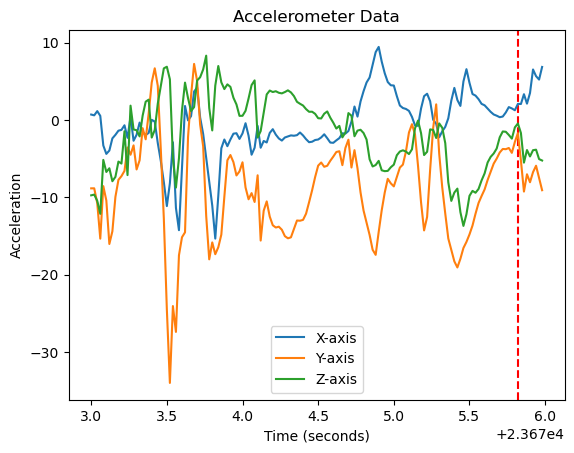 Accelerometer Data
Acceleration
10
0
−10
−20
−30
X-axis
Y-axis
Z-axis
3.0 3.5 4.0 4.5 5.0 5.5 6.0
Time (seconds)
+2.367e4